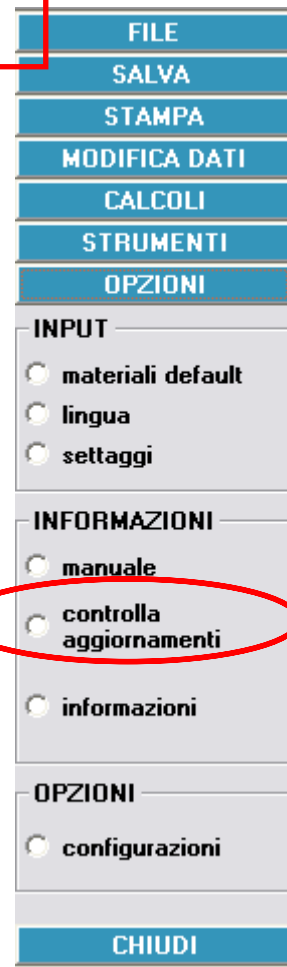 FILE
SALVA
STAMPA
MODIFICA DATI
CALCOLI
STRUMENTI
OPZIONI
INPUT
materiali default
lingua
settaggi
INFORMAZIONI
manuale
controlla
aggiornamenti
informazioni
OPZIONI
configurazioni
CHIUDI